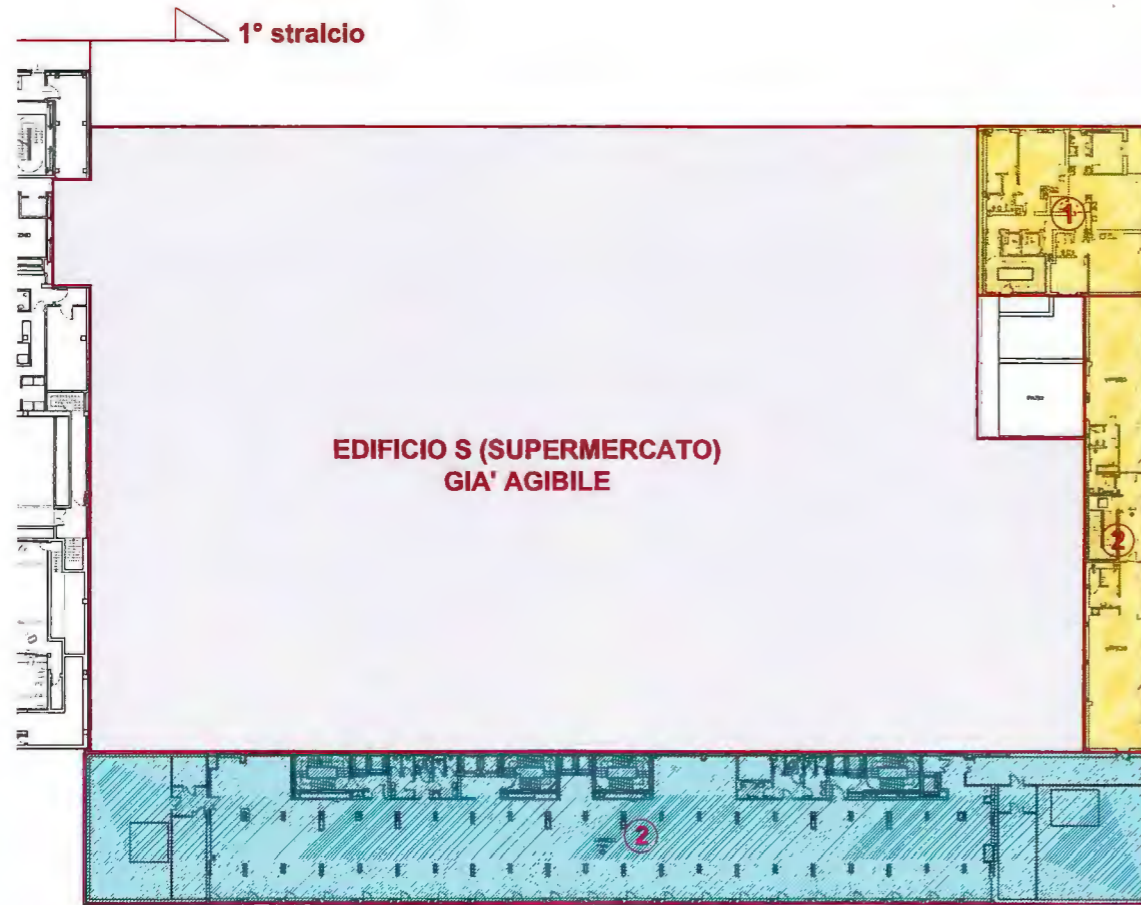 1° stralcio
1
EDIFICIO S (SUPERMERCATO)
GIA' AGIBILE
2
2